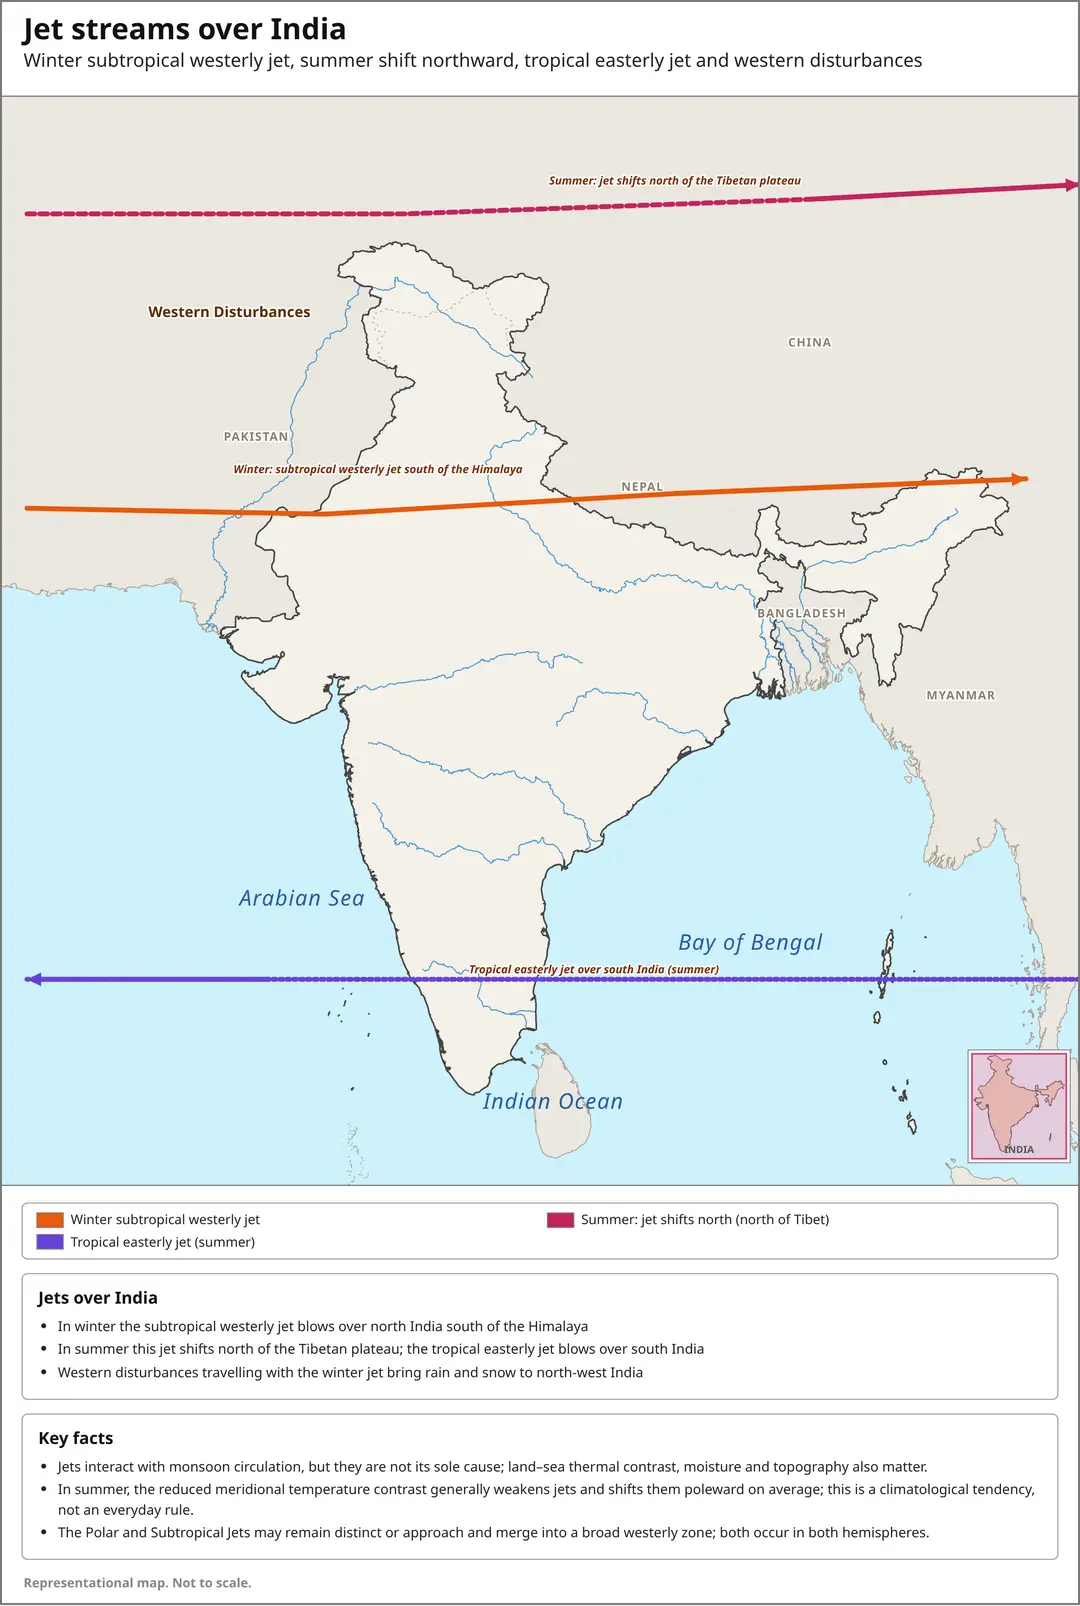 Jet streams over India
Winter subtropical westerly jet, summer shift northward, tropical easterly jet and western disturbances
Summer: jet shifts north of the Tibetan plateau
Western Disturbances
CHINA
PAKISTAN
Winter: subtropical westerly jet south of the Himalaya
NEPAL
BANGLADESH
MYANMAR
Arabian Sea
Bay of Bengal
Tropical easterly jet over south India (summer)
Indian Ocean
INDIA
Winter subtropical westerly jet
Summer: jet shifts north (north of Tibet)
Tropical easterly jet (summer)
Jets over India
• In winter the subtropical westerly jet blows over north India south of the Himalaya
• In summer this jet shifts north of the Tibetan plateau; the tropical easterly jet blows over south India
• Western disturbances travelling with the winter jet bring rain and snow to north-west India
Key facts
• Jets interact with monsoon circulation, but they are not its sole cause; land–sea thermal contrast, moisture and topography also matter.
• In summer, the reduced meridional temperature contrast generally weakens jets and shifts them poleward on average; this is a climatological tendency,
not an everyday rule.
• The Polar and Subtropical Jets may remain distinct or approach and merge into a broad westerly zone; both occur in both hemispheres.
Representational map. Not to scale.